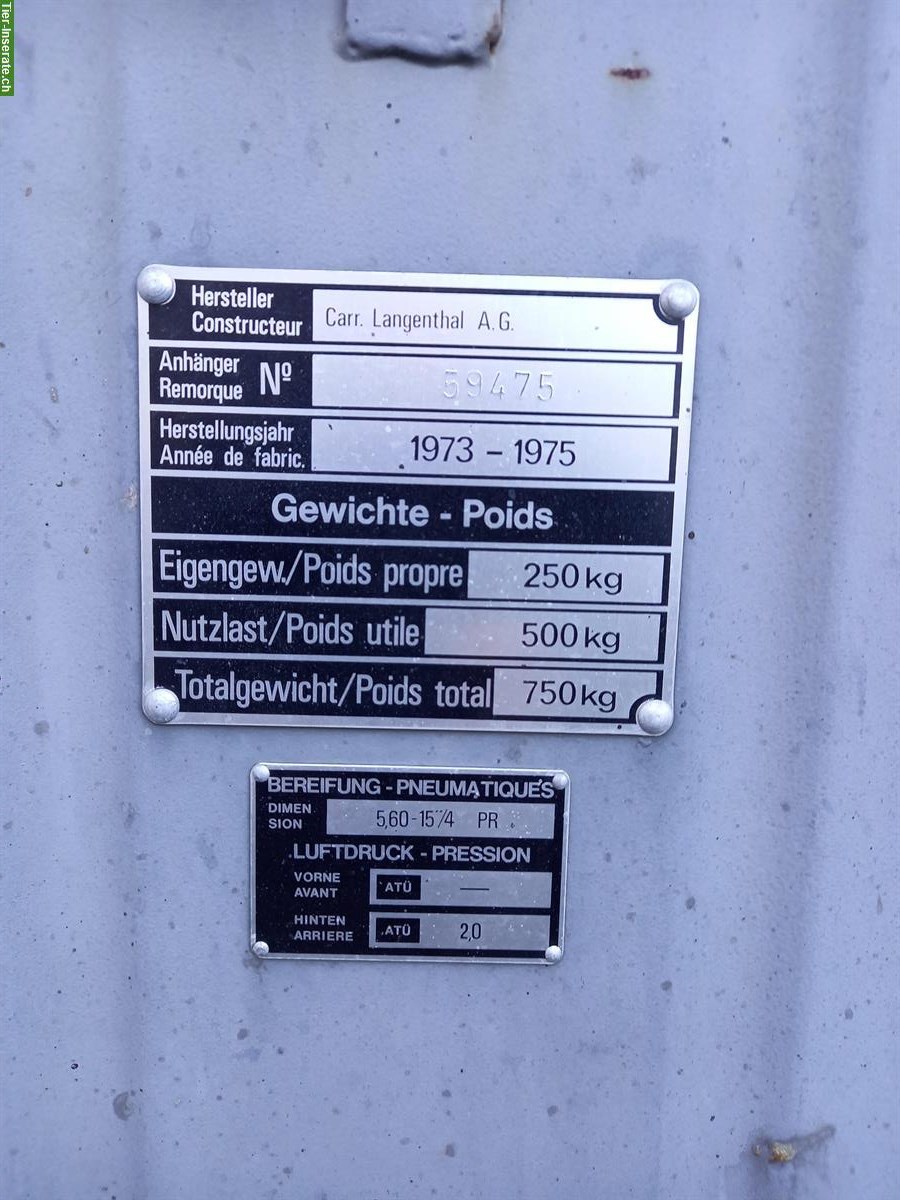 Tier-Inserate.ch
Hersteller
Constructeur
Carr. Langenthal A.G.
Anhänger
Remorque
Nº
59475
Herstellungsjahr
Année de fabric.
1973 – 1975
Gewichte - Poids
Eigengew./Poids propre 250 kg
Nutzlast/Poids utile 500 kg
Totalgewicht/Poids total 750 kg
BEREIFUNG - PNEUMATIQUES
DIMEN
SION
5,60-15"/4 PR
LUFTDRUCK - PRESSION
VORNE
AVANT
ATÜ —
HINTEN
ARRIERE
ATÜ 2,0